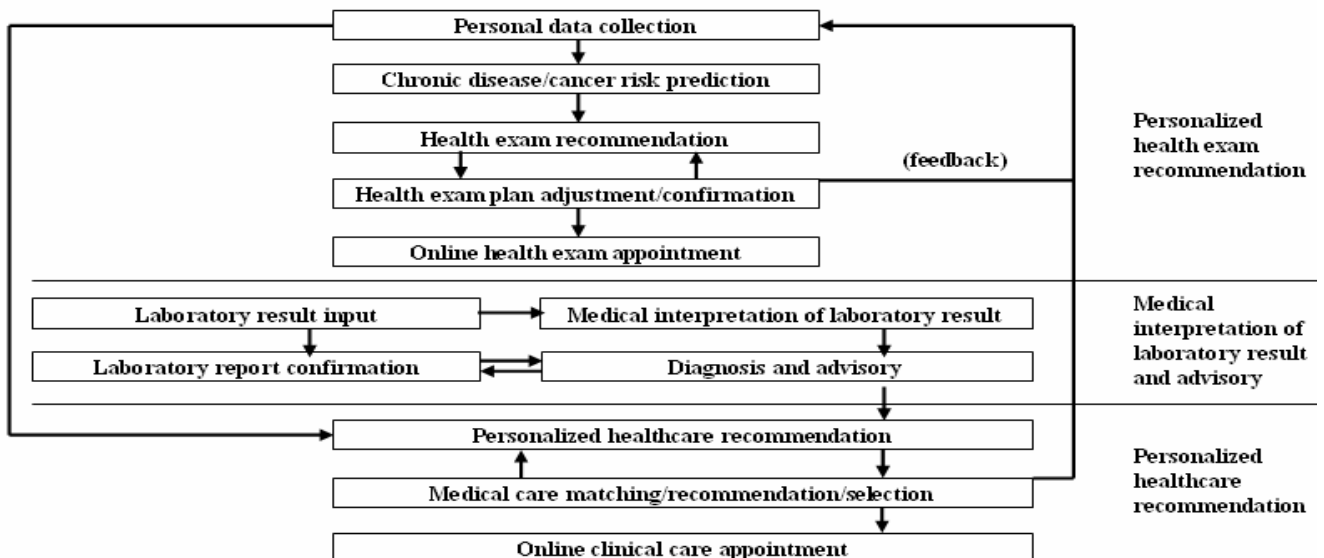 Personal data collection
Chronic disease/cancer risk prediction
Health exam recommendation
(feedback)
Health exam plan adjustment/confirmation
Online health exam appointment
Personalized
health exam
recommendation
Laboratory result input
Medical interpretation of laboratory result
Laboratory report confirmation
Diagnosis and advisory
Medical
interpretation of
laboratory result
and advisory
Personalized healthcare recommendation
Medical care matching/recommendation/selection
Online clinical care appointment
Personalized
healthcare
recommendation